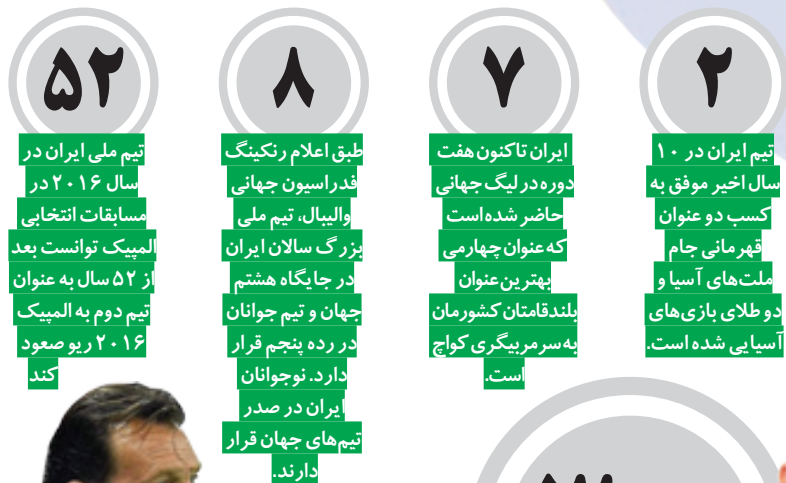 ۲
تیم ایران در ۱۰
سال اخیر موفق به
کسب دو عنوان
قهرمانی جام
ملت‌های آسیا و
دو طلای بازی‌های
آسیایی شده است.
۷
ایران تاکنون هفت
دوره در لیگ جهانی
حاضر شده است
که عنوان چهارمی
بهترین عنوان
بلندقامتان کشورمان
به سرمربیگری کواچ
است.
۸
طبق اعلام رنکینگ
فدراسیون جهانی
والیبال، تیم ملی
بزرگ سالان ایران
در جایگاه هشتم
جهان و تیم جوانان
در رده پنجم قرار
دارد. نوجوانان
ایران در صدر
تیم‌های جهان قرار
دارند.
۵۲
تیم ملی ایران در
سال ۲۰۱۶ در
مسابقات انتخابی
المپیک توانست بعد
از ۵۲ سال به عنوان
تیم دوم به المپیک
۲۰۱۶ ریو صعود
کند